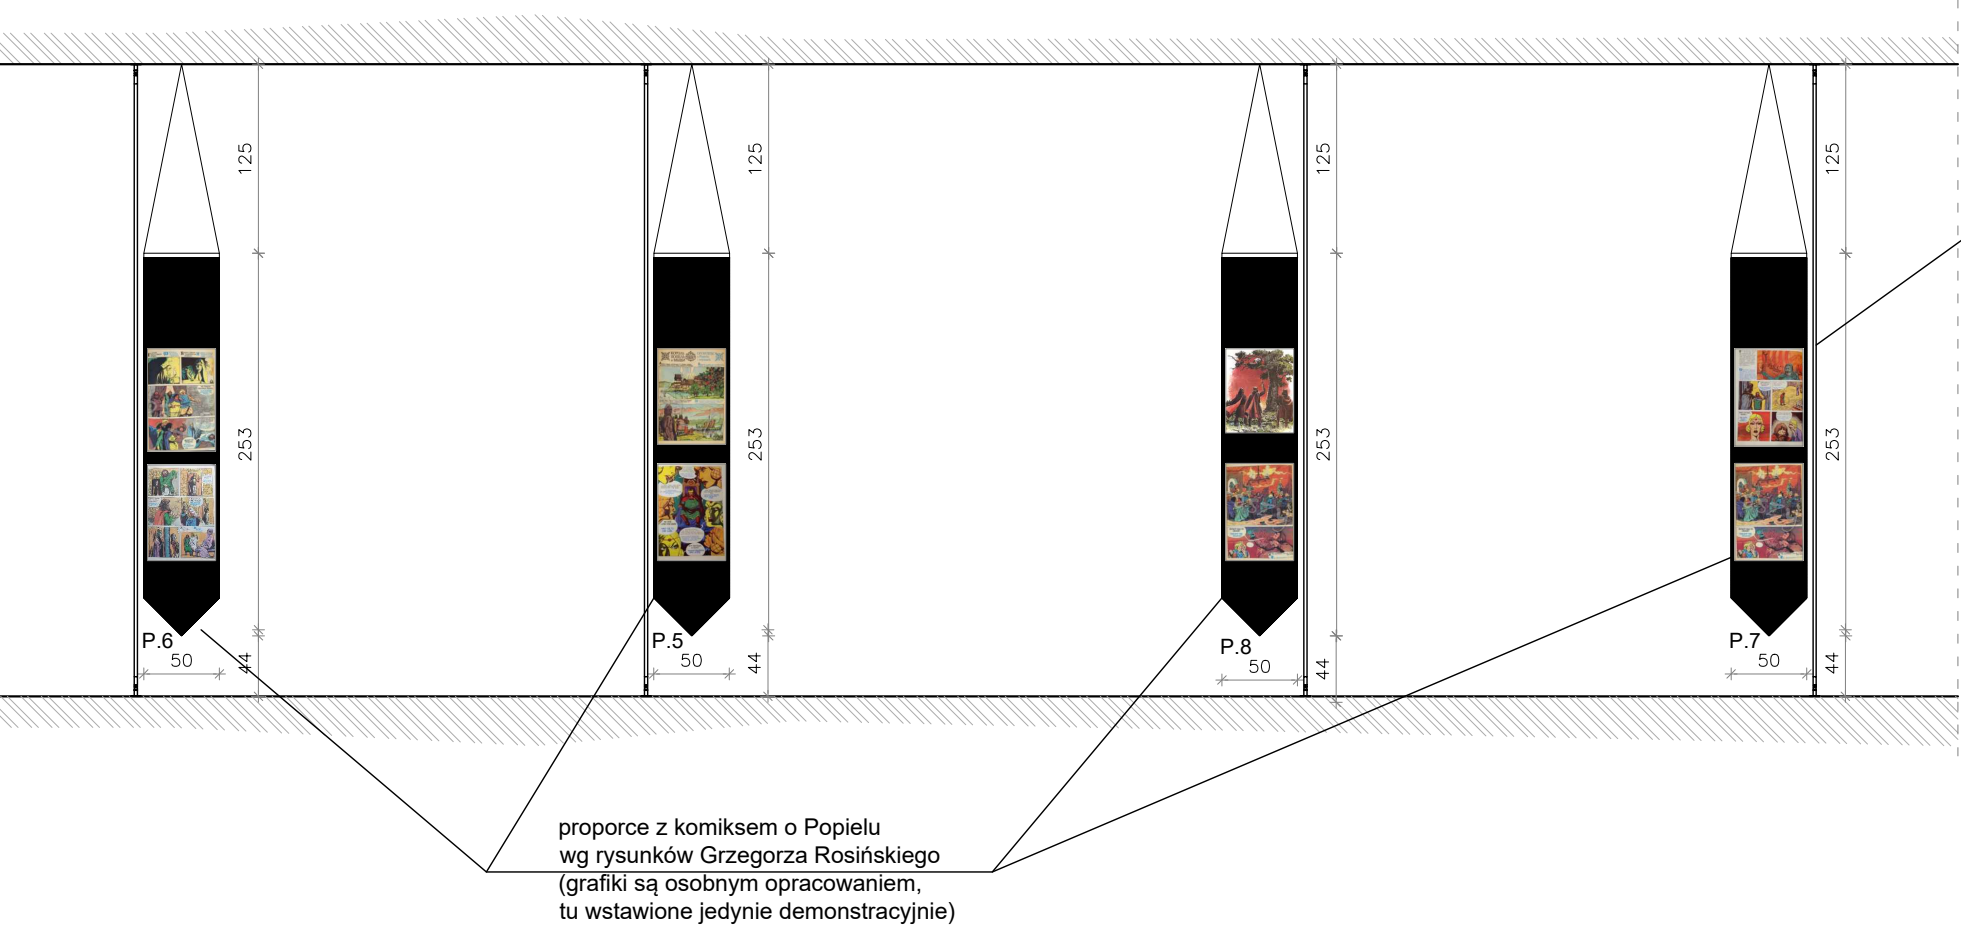 125
125
125
125
253
253
253
253
P.6
P.5
P.8
P.7
50
50
50
50
44
44
44
44
proporce z komiksem o Popielu
wg rysunków Grzegorza Rosińskiego
(grafiki są osobnym opracowaniem,
tu wstawione jedynie demonstracyjnie)